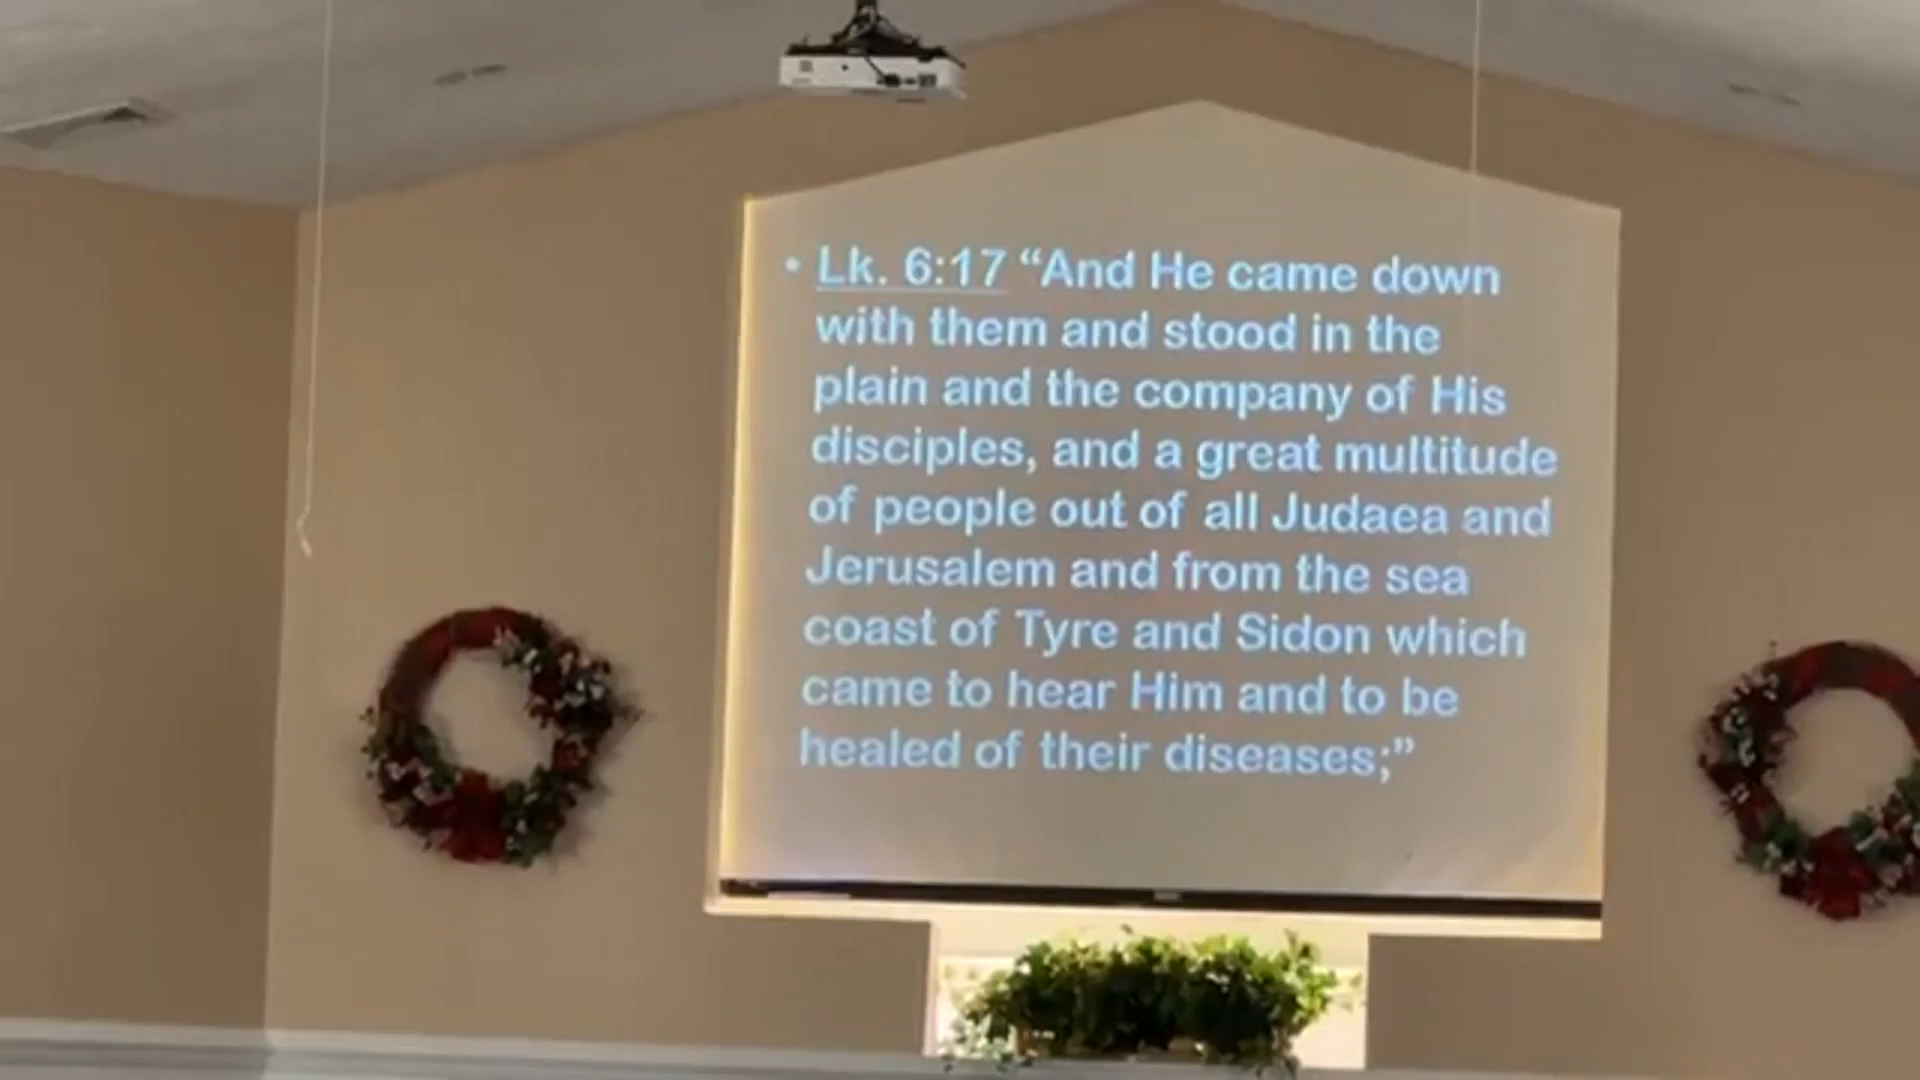 • Lk. 6:17 “And He came down
with them and stood in the
plain and the company of His
disciples, and a great multitude
of people out of all Judaea and
Jerusalem and from the sea
coast of Tyre and Sidon which
came to hear Him and to be
healed of their diseases;”